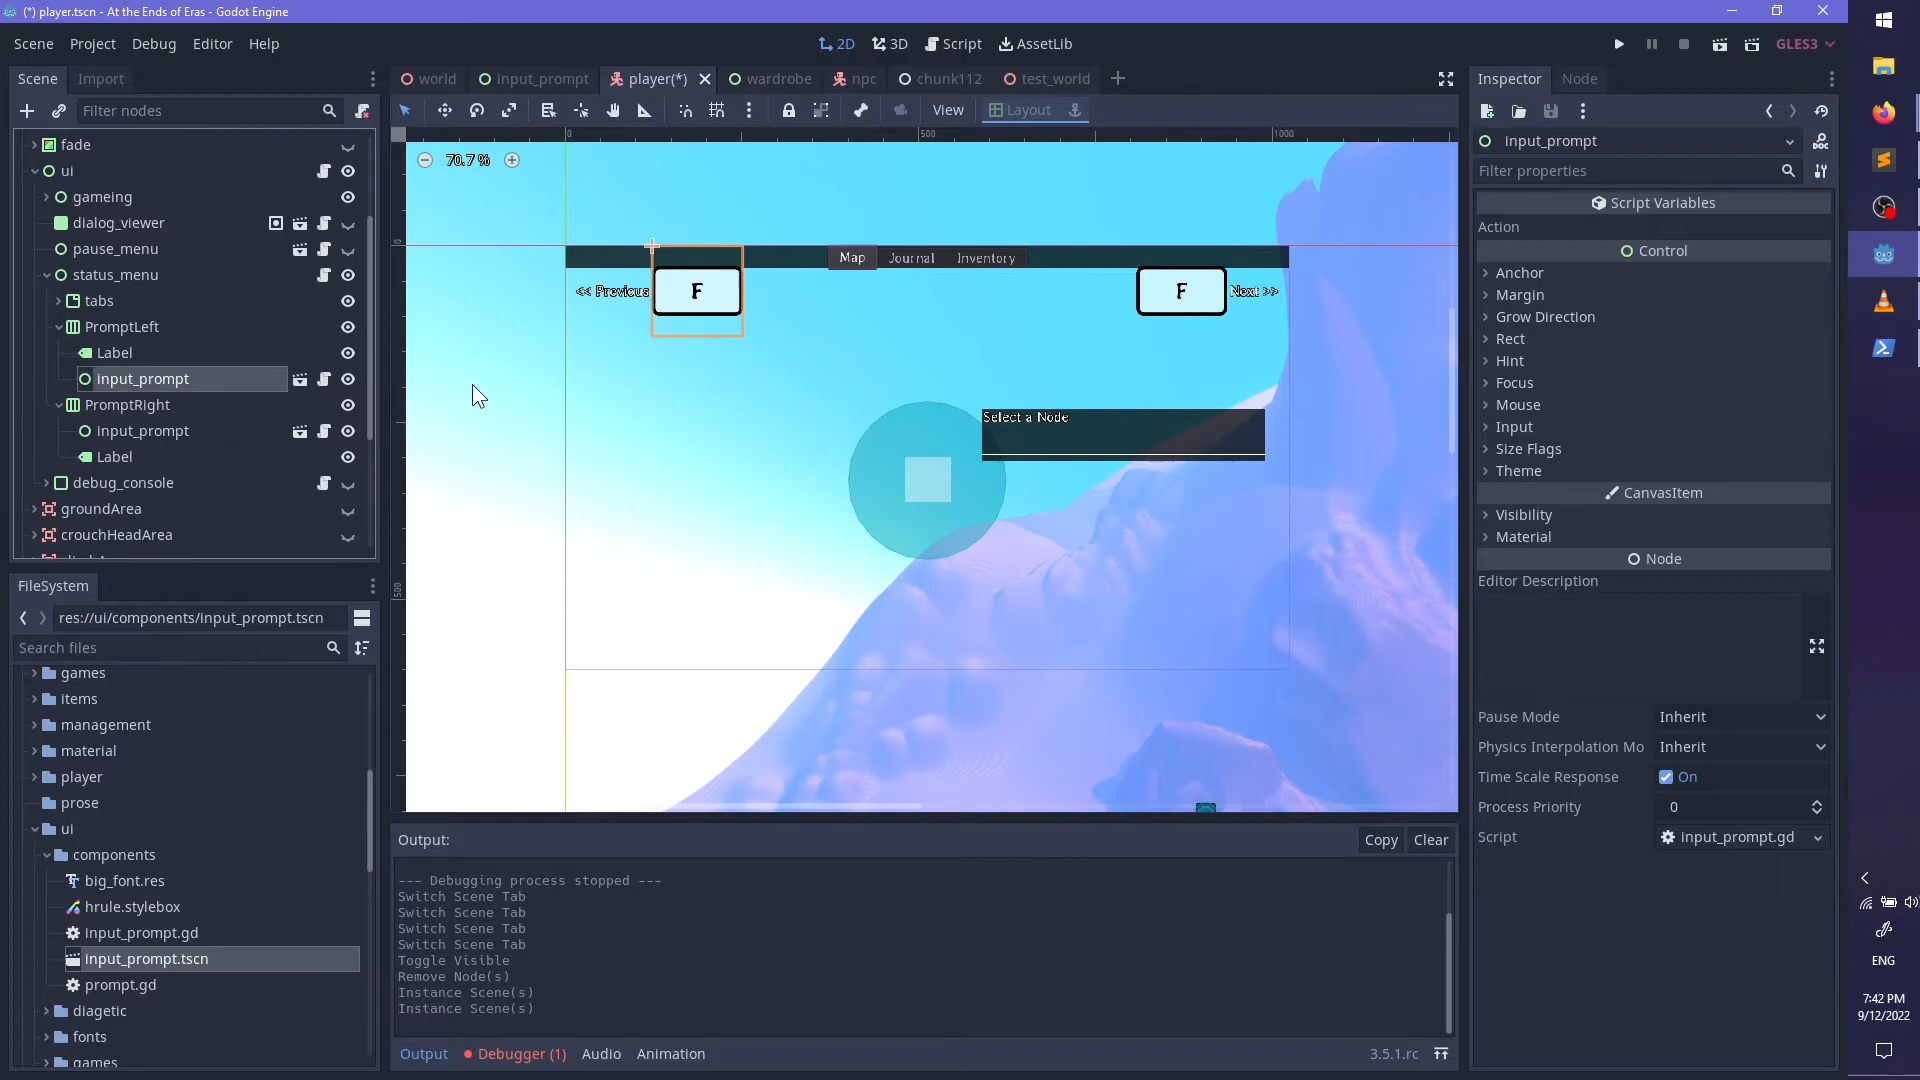 (*) player.tscn - At the Ends of Eras - Godot Engine
Scene Project Debug Editor Help
2D 3D Script AssetLib
GLES3
Scene Import
Filter nodes
fade
ui
gameing
dialog_viewer
pause_menu
status_menu
tabs
PromptLeft
Label
input_prompt
PromptRight
input_prompt
Label
debug_console
groundArea
crouchHeadArea
FileSystem
res://ui/components/input_prompt.tscn
Search files
games
items
management
material
player
prose
ui
components
big_font.res
hrule.stylebox
input_prompt.gd
input_prompt.tscn
prompt.gd
diagetic
fonts
games
world input_prompt player(*) wardrobe npc chunk112 test_world
View Layout
0 500 1000
70.7 %
0
500
Map Journal Inventory
<< Previous F F Next >>
Select a Node
Output: Copy Clear
--- Debugging process stopped ---
Switch Scene Tab
Switch Scene Tab
Switch Scene Tab
Switch Scene Tab
Toggle Visible
Remove Node(s)
Instance Scene(s)
Instance Scene(s)
Output Debugger (1) Audio Animation 3.5.1.rc
Inspector Node
input_prompt
Filter properties
Script Variables
Action
Control
Anchor
Margin
Grow Direction
Rect
Hint
Focus
Mouse
Input
Size Flags
Theme
CanvasItem
Visibility
Material
Node
Editor Description
Pause Mode Inherit
Physics Interpolation Mo Inherit
Time Scale Response On
Process Priority 0
Script input_prompt.gd
ENG
7:42 PM
9/12/2022